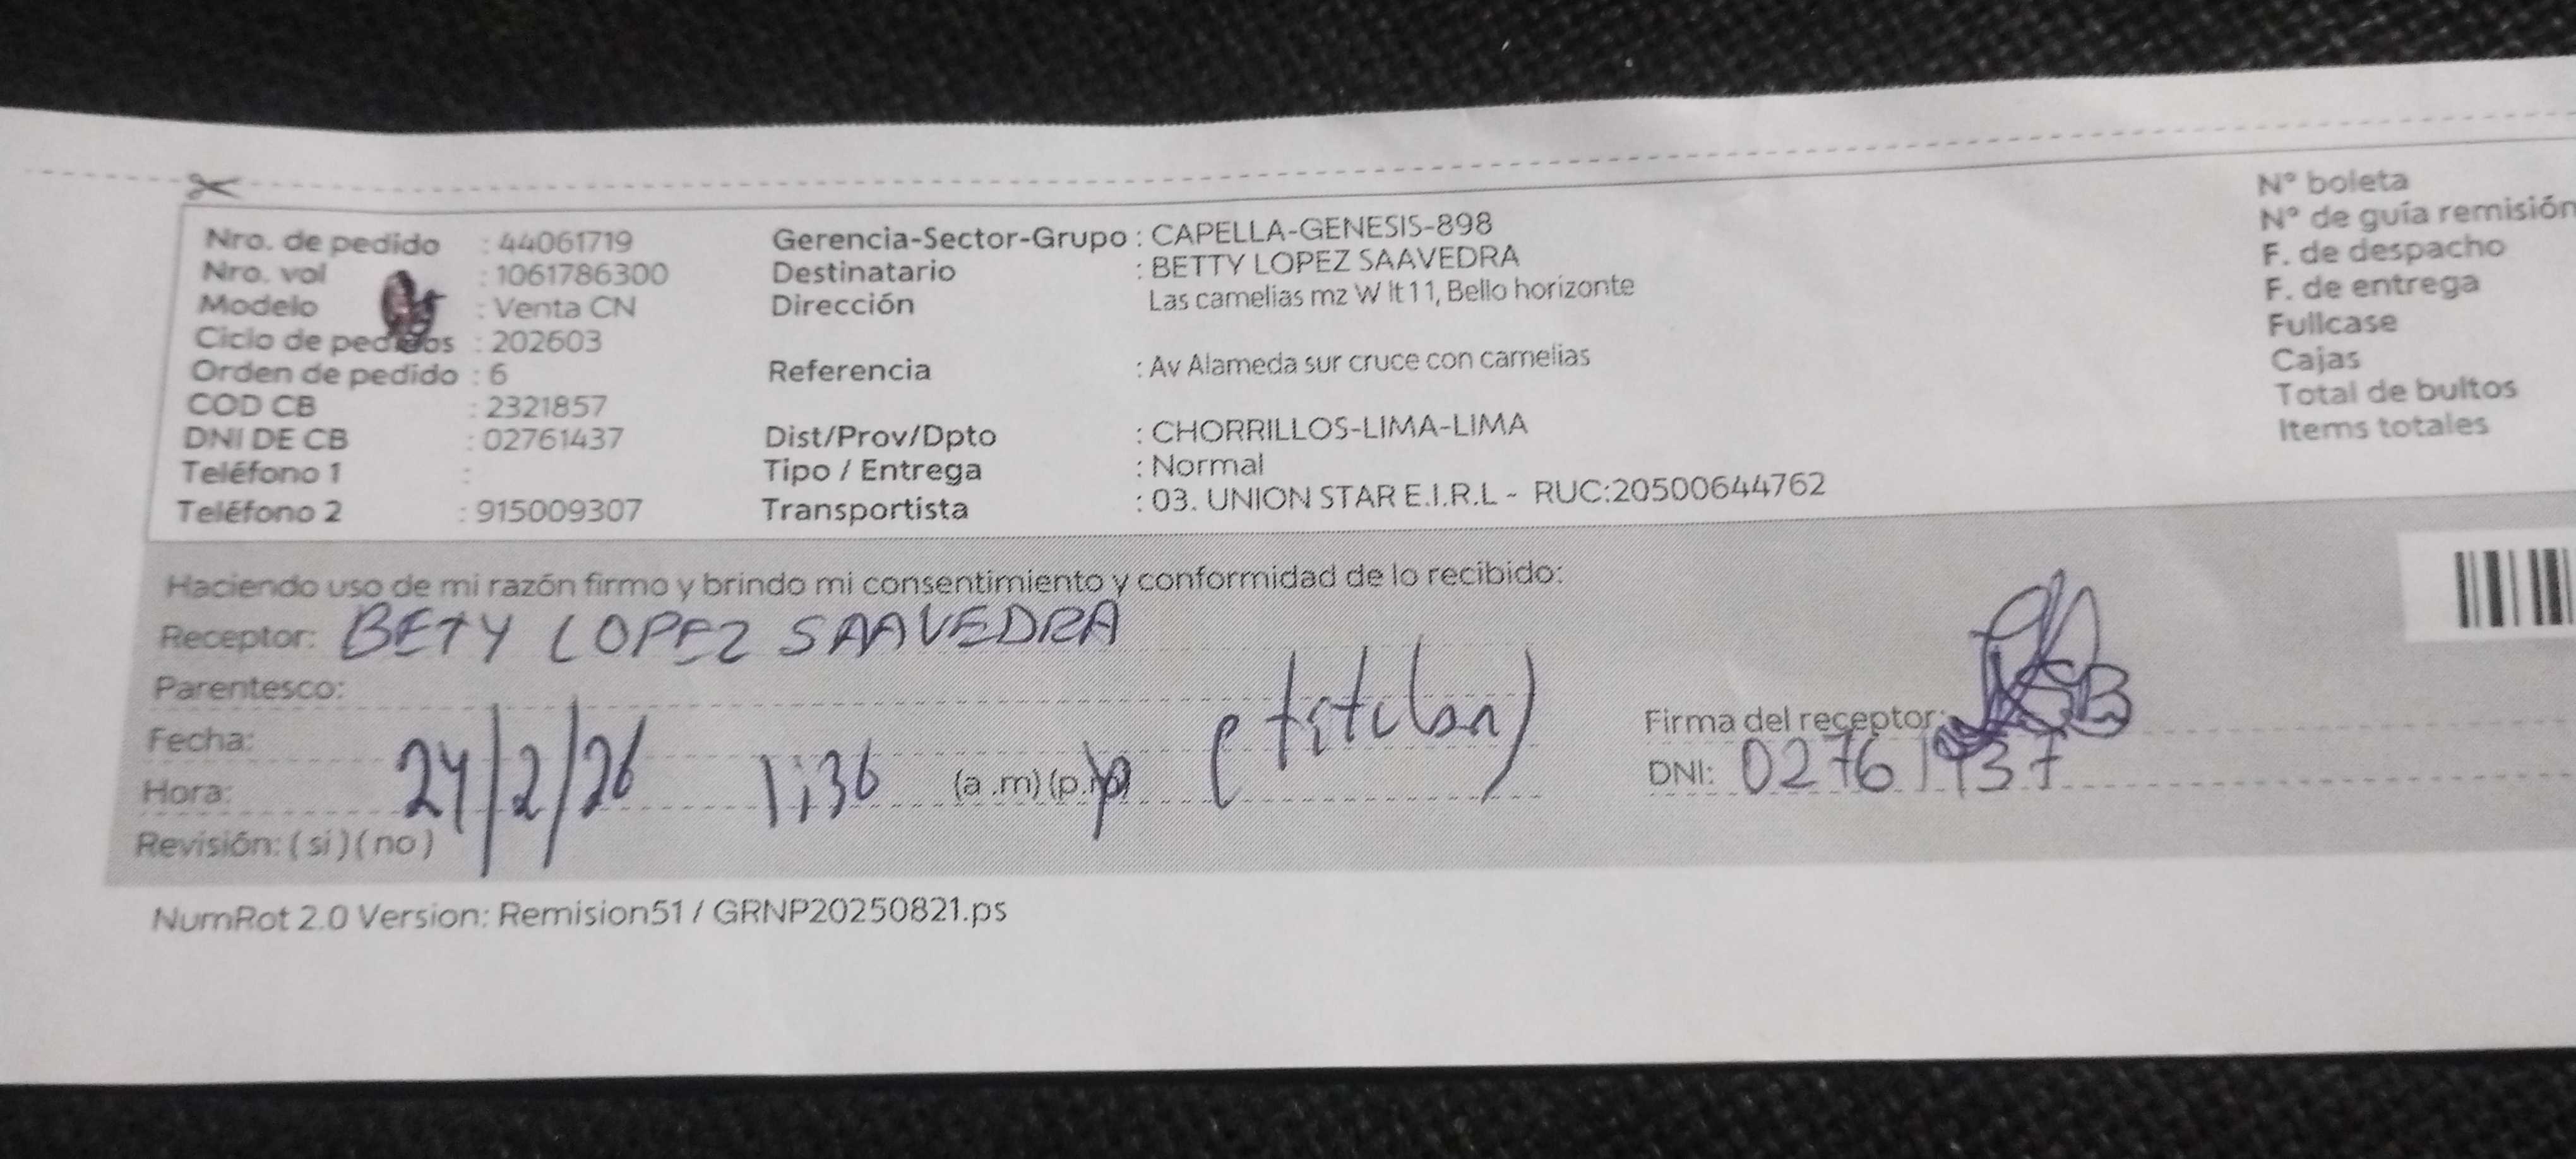 Nro. de pedido : 44061719
Nro. vol : 1061786300
Modelo : Venta CN
Ciclo de pedidos : 202603
Orden de pedido : 6
COD CB : 2321857
DNI DE CB : 02761437
Teléfono 1 :
Teléfono 2 : 915009307
Gerencia-Sector-Grupo : CAPELLA-GENESIS-898
Destinatario : BETTY LOPEZ SAAVEDRA
Dirección Las camelias mz W lt11, Bello horizonte
Referencia : Av Alameda sur cruce con camelias
Dist/Prov/Dpto : CHORRILLOS-LIMA-LIMA
Tipo / Entrega : Normal
Transportista : 03. UNION STAR E.I.R.L - RUC:20500644762
N° boleta
N° de guía remisión
F. de despacho
F. de entrega
Fullcase
Cajas
Total de bultos
Items totales
Haciendo uso de mi razón firmo y brindo mi consentimiento y conformidad de lo recibido:
Receptor: BETY LOPEZ SAAVEDRA
Parentesco:
Fecha: 24/2/26
Hora: 1:36 (a.m) (p.m)
Revisión: ( si ) ( no )
Firma del receptor:
DNI: 02761437
NumRot 2.0 Version: Remision51 / GRNP20250821.ps